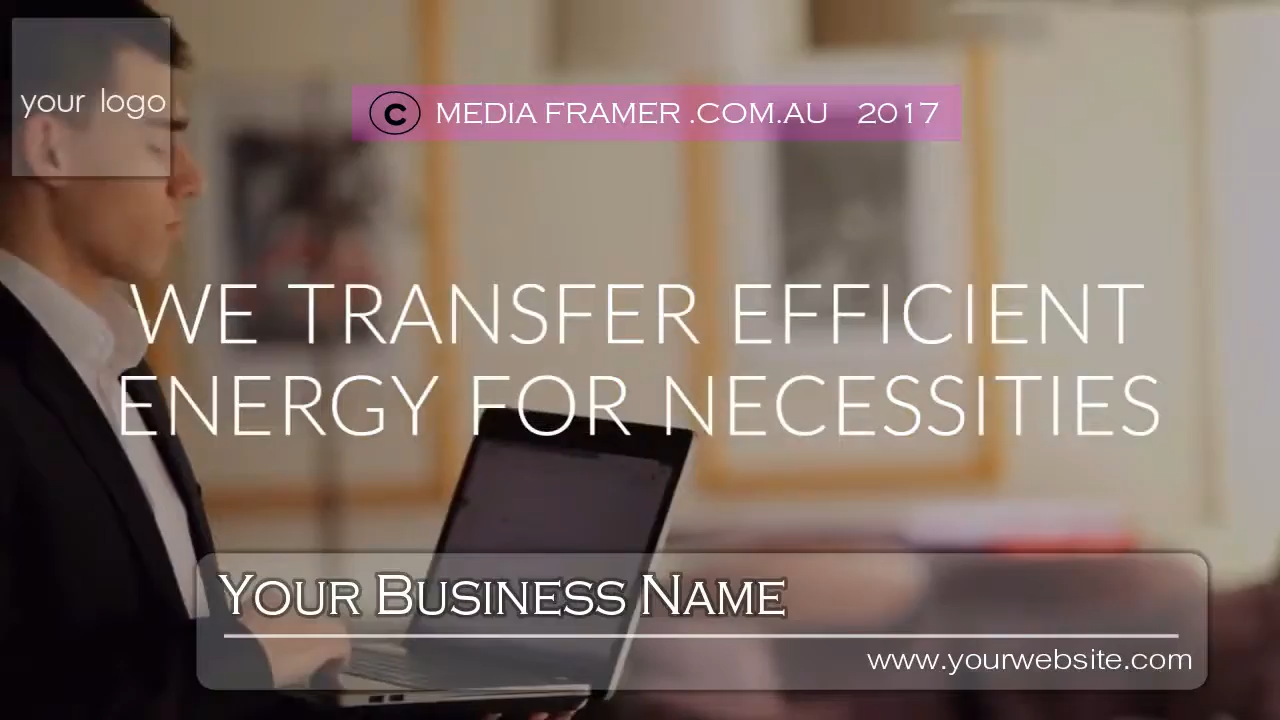 your logo
© MEDIA FRAMER .COM.AU 2017
WE TRANSFER EFFICIENT
ENERGY FOR NECESSITIES
YOUR BUSINESS NAME
www.yourwebsite.com